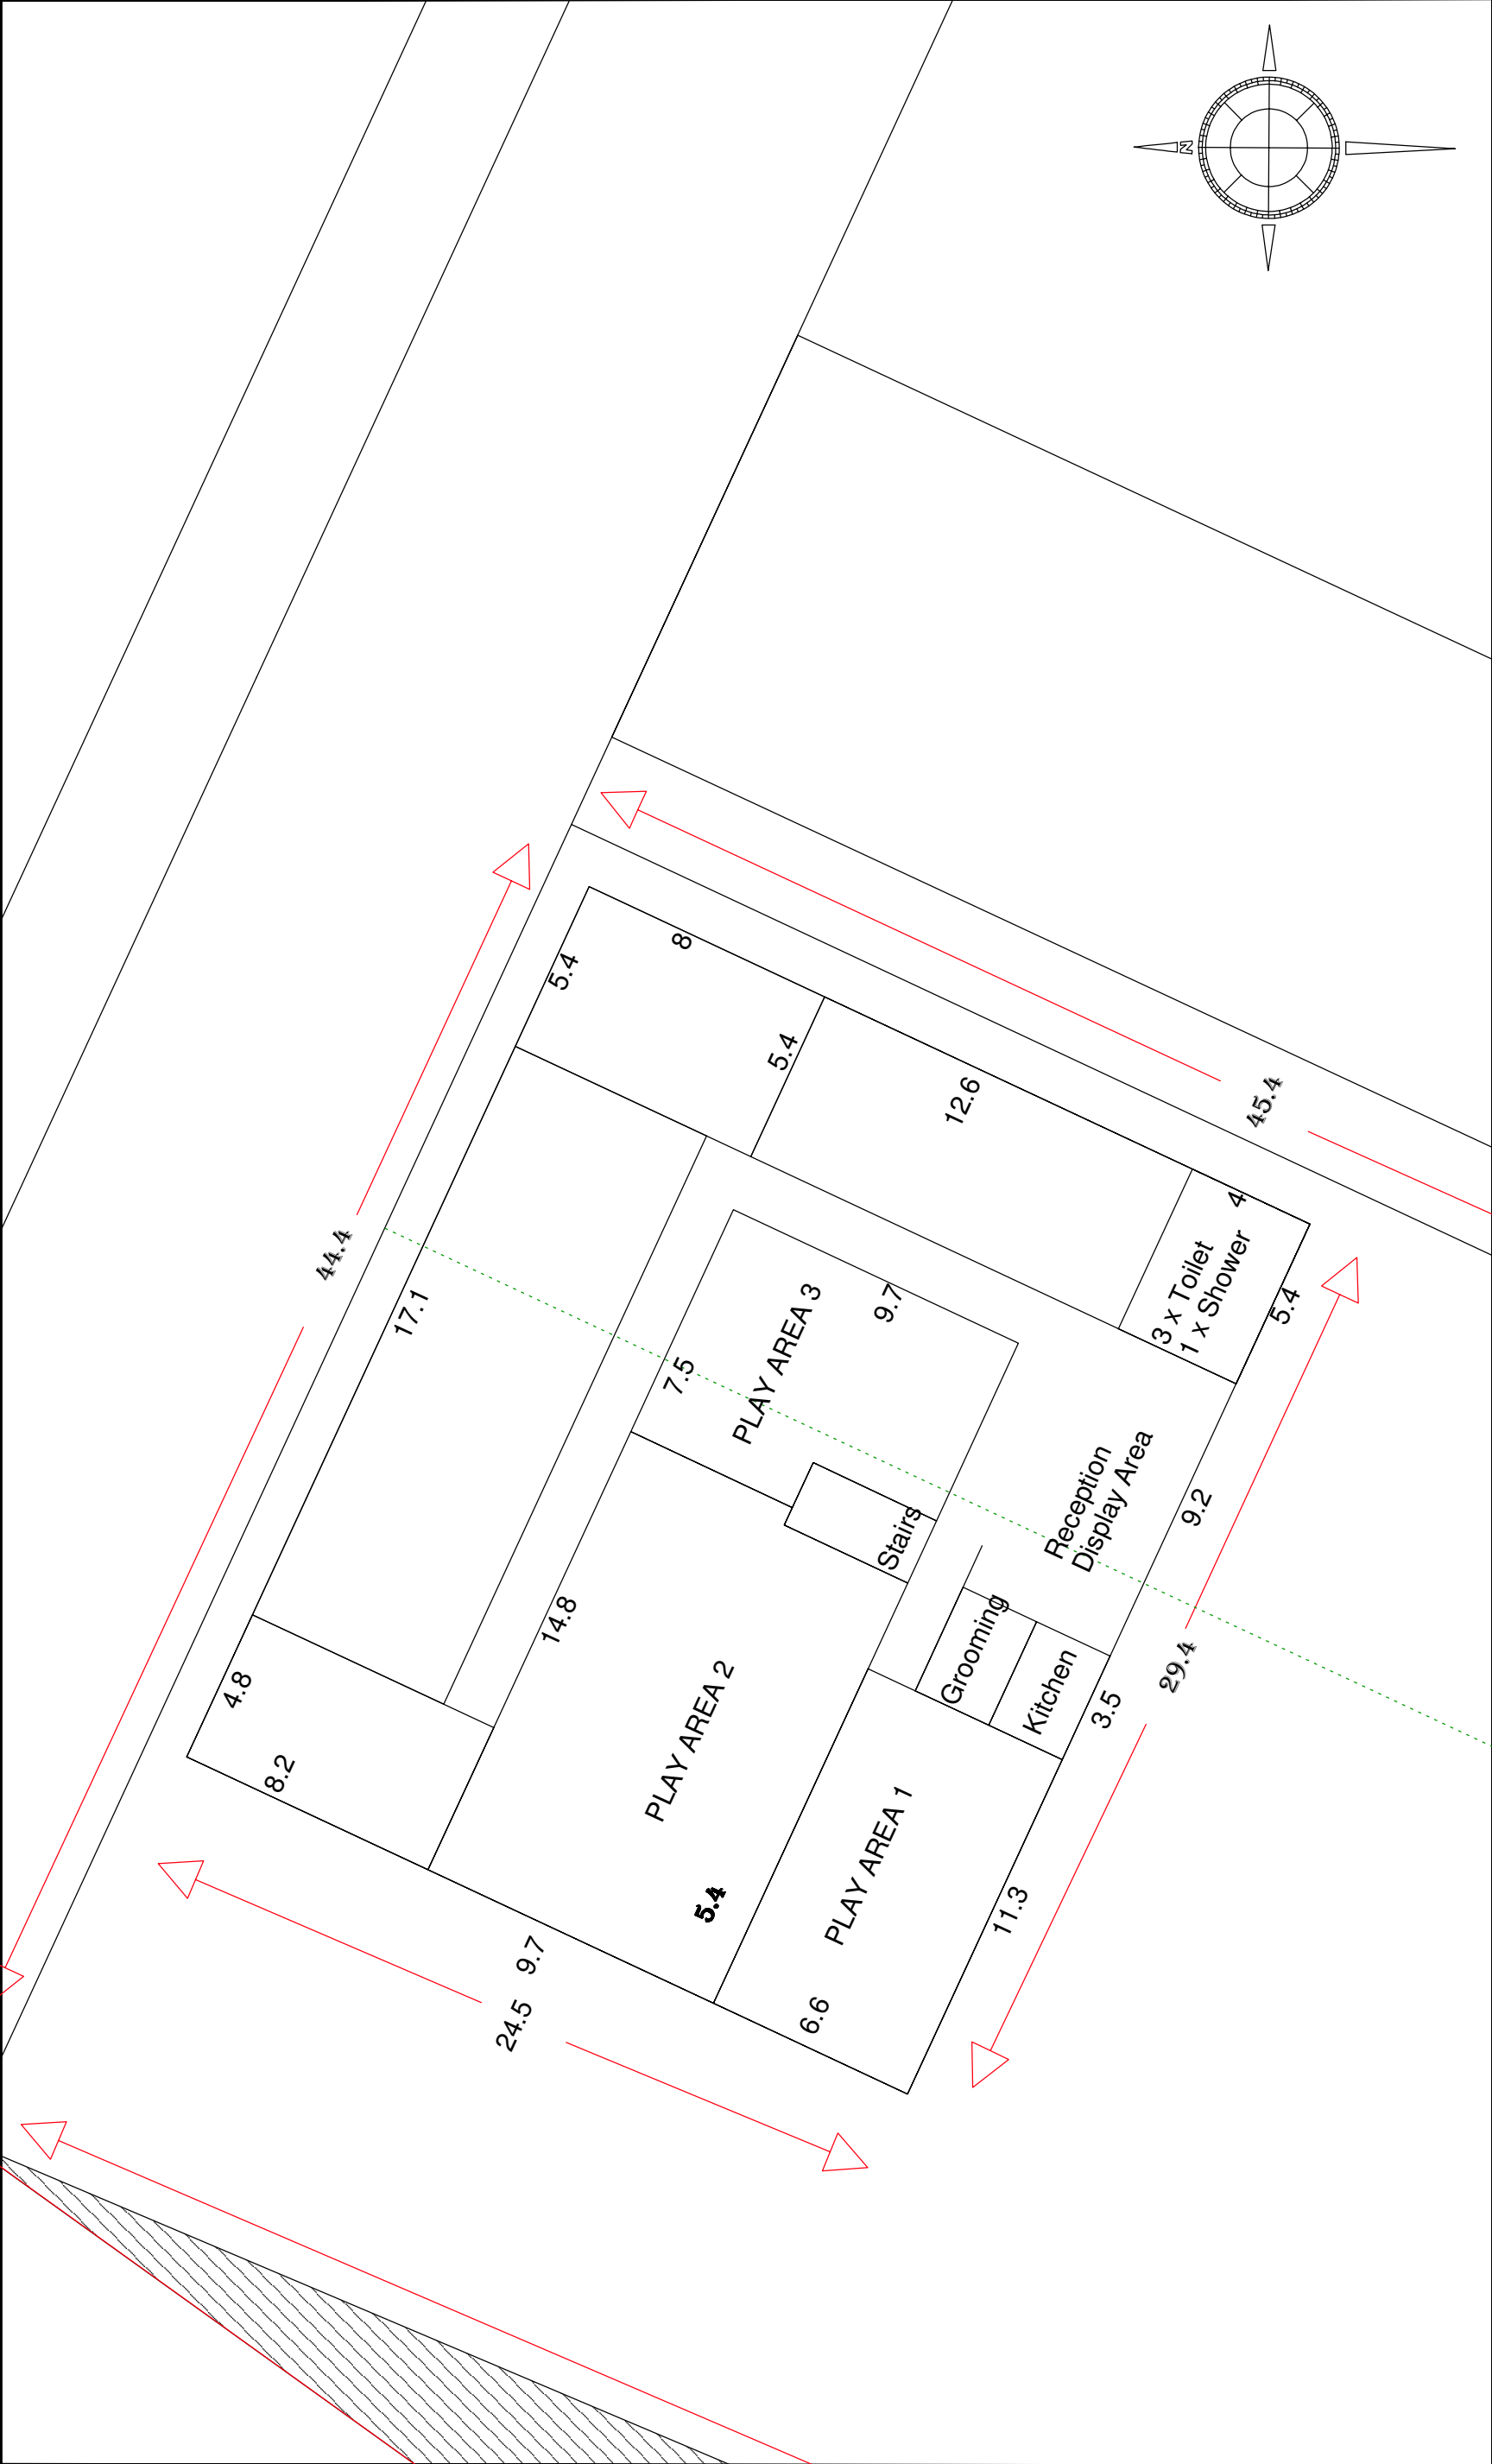 N
8
5.4
5.4
12.6
45.4
4
3 x Toilet
1 x Shower
5.4
44.4
17.1
9.7
7.5
PLAY AREA 3
Reception
Display Area
9.2
Stairs
14.8
Grooming
Kitchen
3.5
29.4
4.8
8.2
PLAY AREA 2
PLAY AREA 1
5.4
11.3
9.7
24.5
6.6